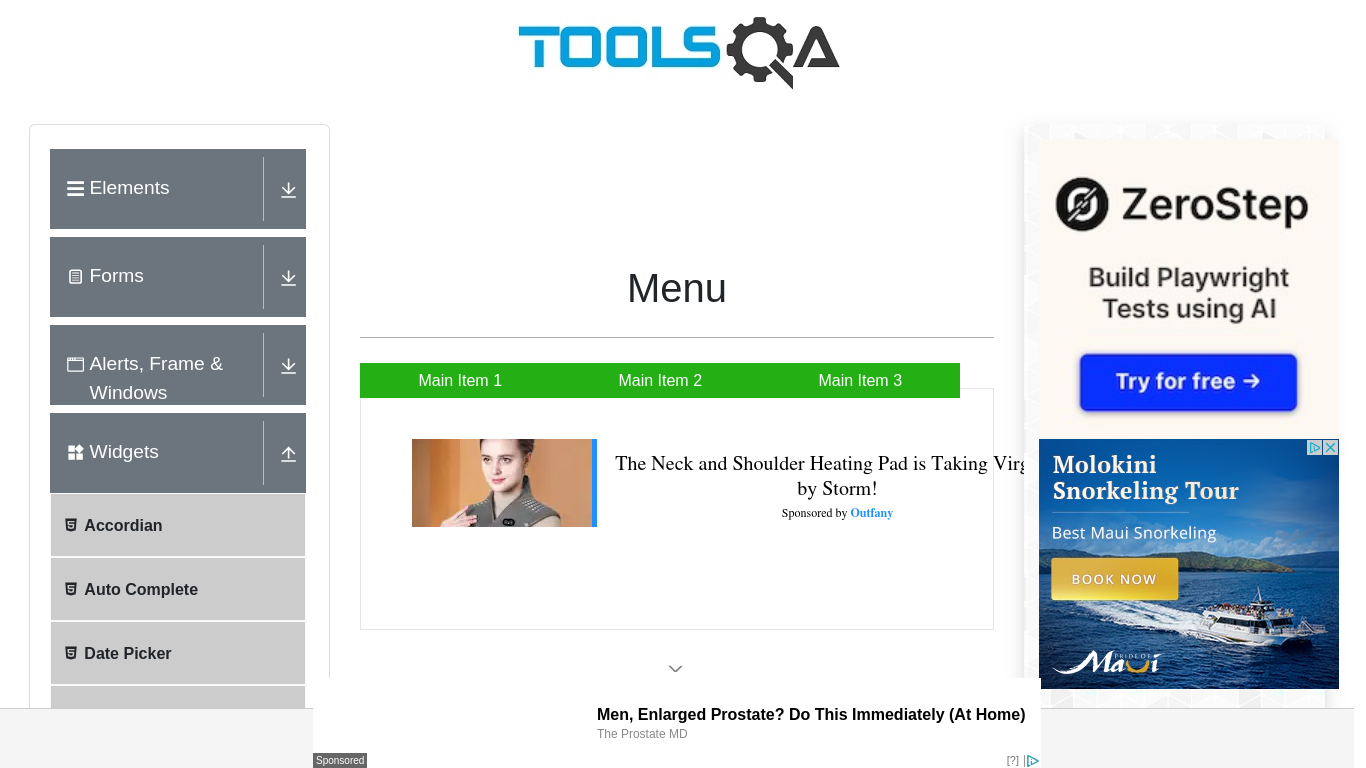 TOOLSQA
Elements
Forms
Alerts, Frame &
Windows
Widgets
Accordian
Auto Complete
Date Picker
Menu
Main Item 1
Main Item 2
Main Item 3
The Neck and Shoulder Heating Pad is Taking Virg
by Storm!
Sponsored by Outfany
ZeroStep
Build Playwright
Tests using AI
Try for free →
Molokini
Snorkeling Tour
Best Maui Snorkeling
BOOK NOW
PRIDE OF
Maui
Men, Enlarged Prostate? Do This Immediately (At Home)
The Prostate MD
Sponsored
[?]